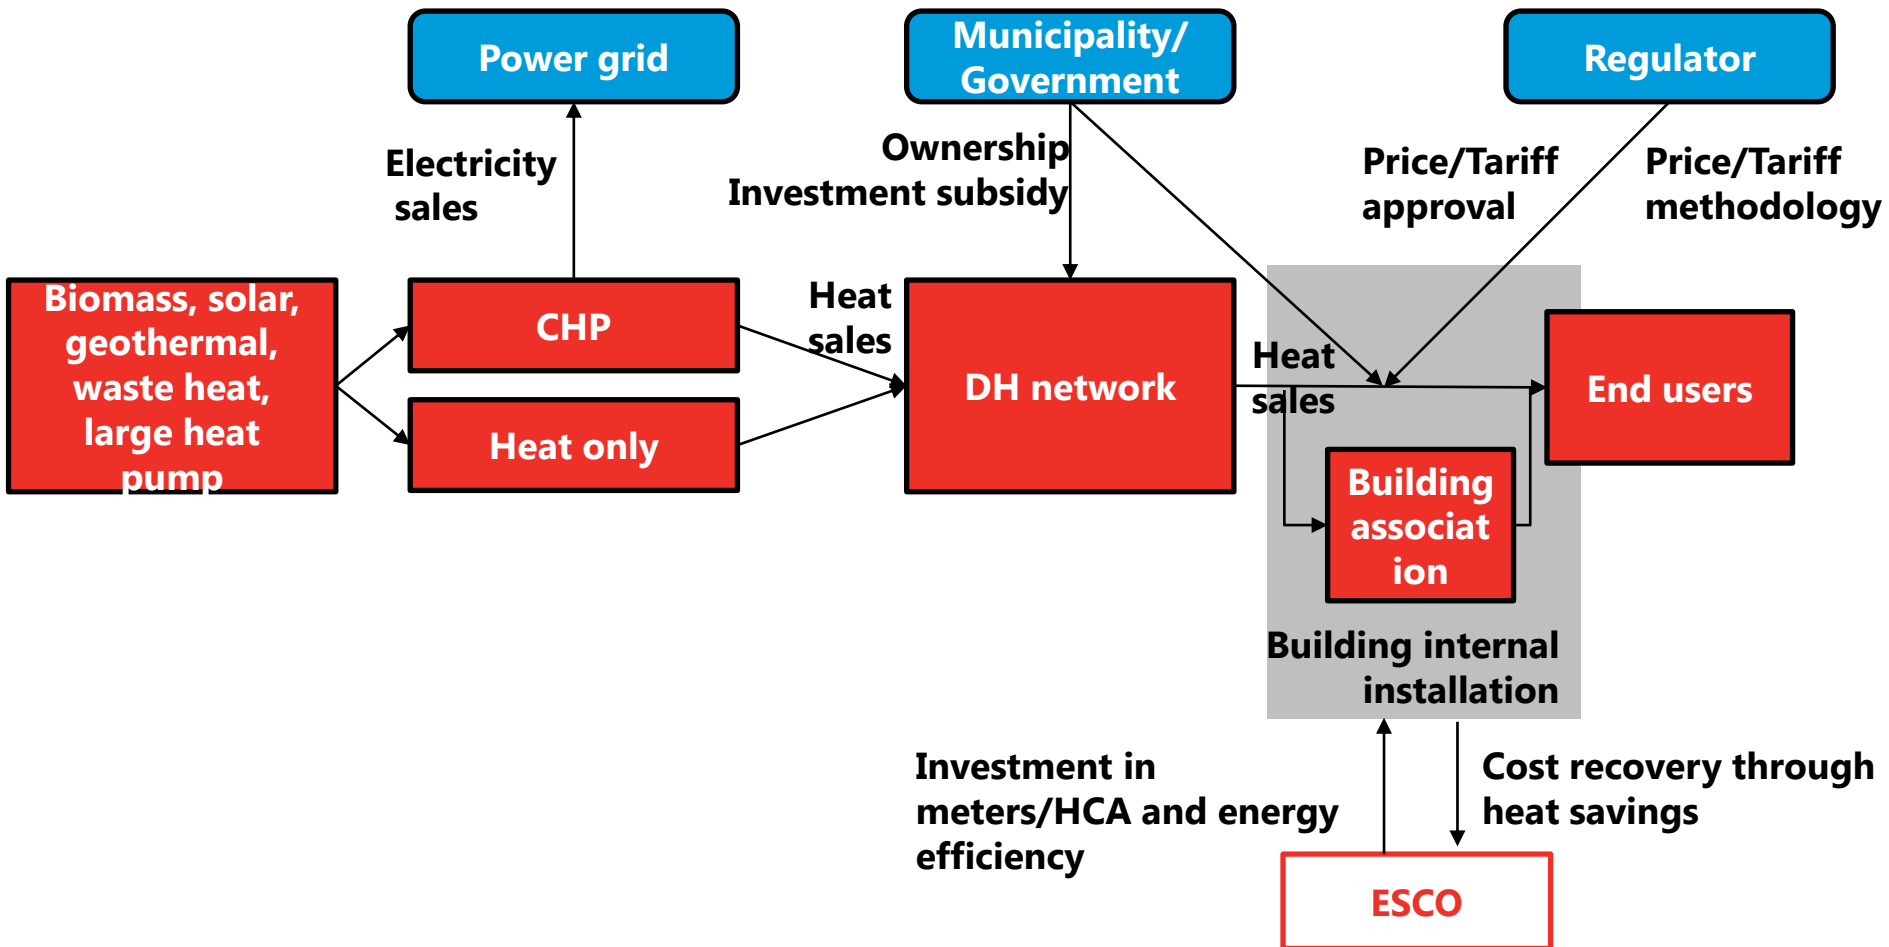 Power grid
Municipality/
Government
Regulator
Electricity
sales
Ownership
Investment subsidy
Price/Tariff
approval
Price/Tariff
methodology
Biomass, solar,
geothermal,
waste heat,
large heat
pump
CHP
Heat only
Heat
sales
DH network
Heat
sales
End users
Building
associat
ion
Building internal
installation
Investment in
meters/HCA and energy
efficiency
Cost recovery through
heat savings
ESCO